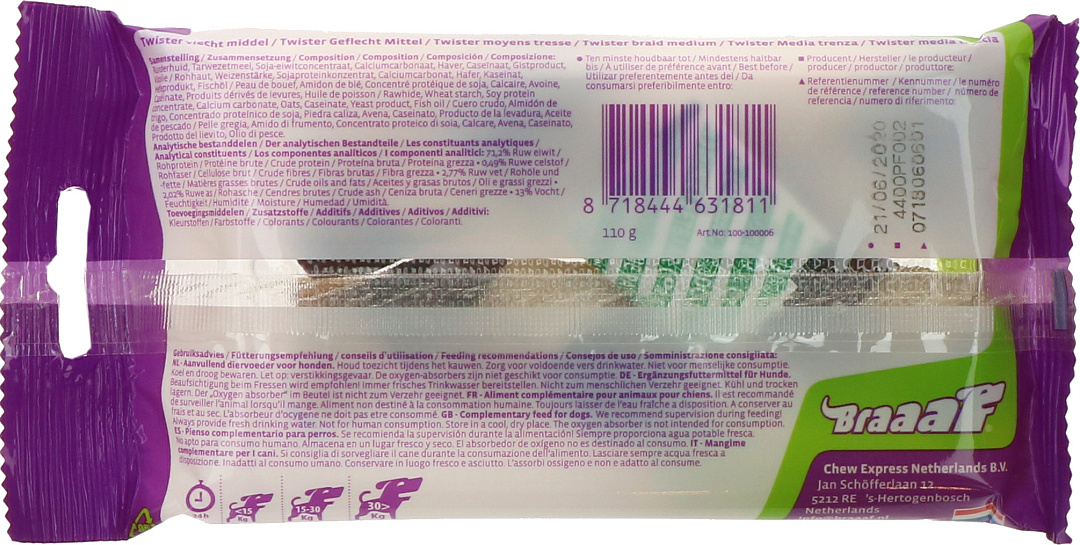 Twister vlecht middel / Twister Geflecht Mittel / Twister moyens tresse / Twister braid medium / Twister Media trenza / Twister media
Samenstelling / Zusammensetzung / Composition / Composition / Composición / Composizione:
Runderhuid, Tarwezetmeel, Soja-eiwitconcentraat, Calciumcarbonaat, Haver, Caseïnaat, Gistproduct,
/ Rohhaut, Weizenstärke, Sojaproteinkonzentrat, Calciumcarbonat, Hafer, Kaseinat,
Hefeprodukt, Fischöl / Peau de bouef, Amidon de blé, Concentré protéique de soja, Calcaire, Avoine,
Caseinate, Produits dérivés de levures, Huile de poisson / Rawhide, Wheat starch, Soy protein
concentrate, Calcium carbonate, Oats, Caseinate, Yeast product, Fish oil / Cuero crudo, Almidón de
trigo, Concentrado proteínico de soja, Piedra caliza, Avena, Caseinato, Producto de la levadura, Aceite
de pescado / Pelle gregia, Amido di frumento, Concentrato proteico di soia, Calcare, Avena, Caseinato,
Prodotto del lievito, Olio di pesce.
Analytische bestanddelen / Der analytischen Bestandteile / Les constituants analytiques /
Analytical constituents / Los componentes analíticos / I componenti analitici: 71,2% Ruw eiwit /
Rohprotein / Protéine brute / Crude protein / Proteína bruta / Proteina grezza • 0,49% Ruwe celstof /
Rohfaser / Cellulose brut / Crude fibres / Fibras brutas / Fibra grezza • 2,77% Ruw vet / Rohöle und
-fette / Matières grasses brutes / Crude oils and fats / Aceites y grasas brutos / Oli e grassi grezzi •
2,02% Ruwe as / Rohasche / Cendres brutes / Crude ash / Ceniza bruta / Ceneri grezze • 13% Vocht /
Feuchtigkeit / Humidité / Moisture / Humedad / Umidità.
Toevoegingsmiddelen / Zusatzstoffe / Additifs / Additives / Aditivos / Additivi:
Kleurstoffen / Farbstoffe / Colorants / Colourants / Colorantes / Coloranti.
• Ten minste houdbaar tot / Mindestens haltbar
bis / A utiliser de préférence avant / Best before /
Utilizar preferentemente antes del / Da
consumarsi preferibilmente entro:
■ Producent / Hersteller / le producteur /
producer / productor / produttore:
▲ Referentienummer / Kennummer / le numéro
de référence / reference number / número de
referencia / numero di riferimento:
8 718444 631811
110 g
Art No: 100-100006
● 21/06/2020
■ 4400PF002
▲ 0718060601
Gebruiksadvies / Fütterungsempfehlung / conseils d'utilisation / Feeding recommendations / Consejos de uso / Somministrazione consigliata:
NL - Aanvullend diervoeder voor honden. Houd toezicht tijdens het kauwen. Zorg voor voldoende vers drinkwater. Niet voor menselijke consumptie.
Koel en droog bewaren. Let op: verstikkingsgevaar. De oxygen-absorbers zijn niet geschikt voor consumptie. DE - Ergänzungsfuttermittel für Hunde.
Beaufsichtigung beim Fressen wird empfohlen! Immer frisches Trinkwasser bereitstellen. Nicht zum menschlichen Verzehr geeignet. Kühl und trocken
lagern. Der „Oxygen absorber" im Beutel ist nicht zum Verzehr geeignet. FR - Aliment complémentaire pour animaux pour chiens. Il est recommandé
de surveiller l'animal lorsqu'il mange. Aliment non destiné à la consommation humaine. Toujours laisser de l'eau fraîche a disposition. A conserver au
frais et au sec. L'absorbeur d'ocygene ne doit pas etre consommé. GB - Complementary feed for dogs. We recommend supervision during feeding!
Always provide fresh drinking water. Not for human consumption. Store in a cool, dry place. The oxygen absorber is not intended for consumption.
ES - Pienso complementario para perros. Se recomienda la supervisión durante la alimentación! Siempre proporciona agua potable fresca.
No apto para consumo humano. Almacena en un lugar fresco y seco. El absorbedor de oxígeno no es destinado al consumo. IT - Mangime
complementare per i cani. Si consiglia di sorvegliare il cane durante la consumazione dell'alimento. Lasciare sempre acqua fresca a
disposizione. Inadatti al consumo umano. Conservare in luogo fresco e asciutto. L'assorbi ossigeno e non e adatto al consume.
24h
<15
Kg
15-30
Kg
30>
Kg
Braaaf
Chew Express Netherlands B.V.
Jan Schöfferlaan 12
5212 RE 's-Hertogenbosch
Netherlands
info@braaaf.nl